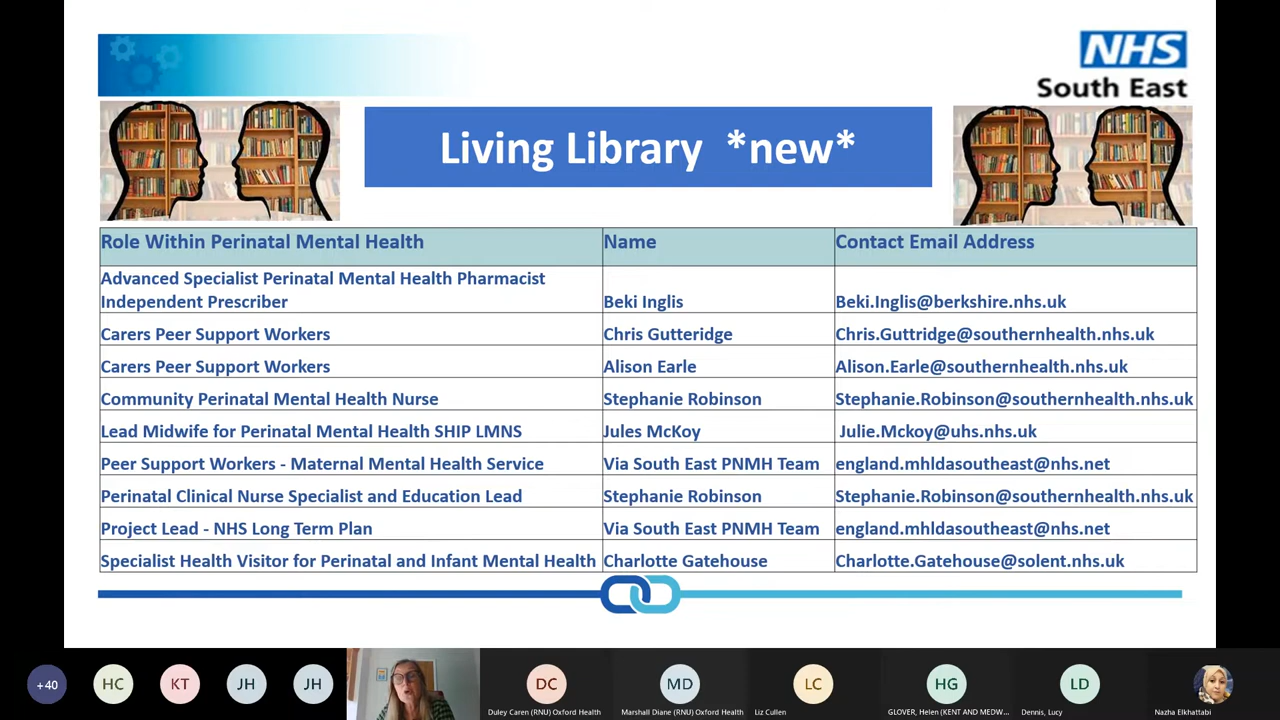 NHS
South East
Living Library *new*
Role Within Perinatal Mental Health Name Contact Email Address
Advanced Specialist Perinatal Mental Health Pharmacist
Independent Prescriber Beki Inglis Beki.Inglis@berkshire.nhs.uk
Carers Peer Support Workers Chris Gutteridge Chris.Guttridge@southernhealth.nhs.uk
Carers Peer Support Workers Alison Earle Alison.Earle@southernhealth.nhs.uk
Community Perinatal Mental Health Nurse Stephanie Robinson Stephanie.Robinson@southernhealth.nhs.uk
Lead Midwife for Perinatal Mental Health SHIP LMNS Jules McKoy Julie.Mckoy@uhs.nhs.uk
Peer Support Workers - Maternal Mental Health Service Via South East PNMH Team england.mhldasoutheast@nhs.net
Perinatal Clinical Nurse Specialist and Education Lead Stephanie Robinson Stephanie.Robinson@southernhealth.nhs.uk
Project Lead - NHS Long Term Plan Via South East PNMH Team england.mhldasoutheast@nhs.net
Specialist Health Visitor for Perinatal and Infant Mental Health Charlotte Gatehouse Charlotte.Gatehouse@solent.nhs.uk
+40 HC KT JH JH DC MD LC HG LD
Duley Caren (RNU) Oxford Health Marshall Diane (RNU) Oxford Health Liz Cullen GLOVER, Helen (KENT AND MEDW... Dennis, Lucy Nazha Elkhattabi